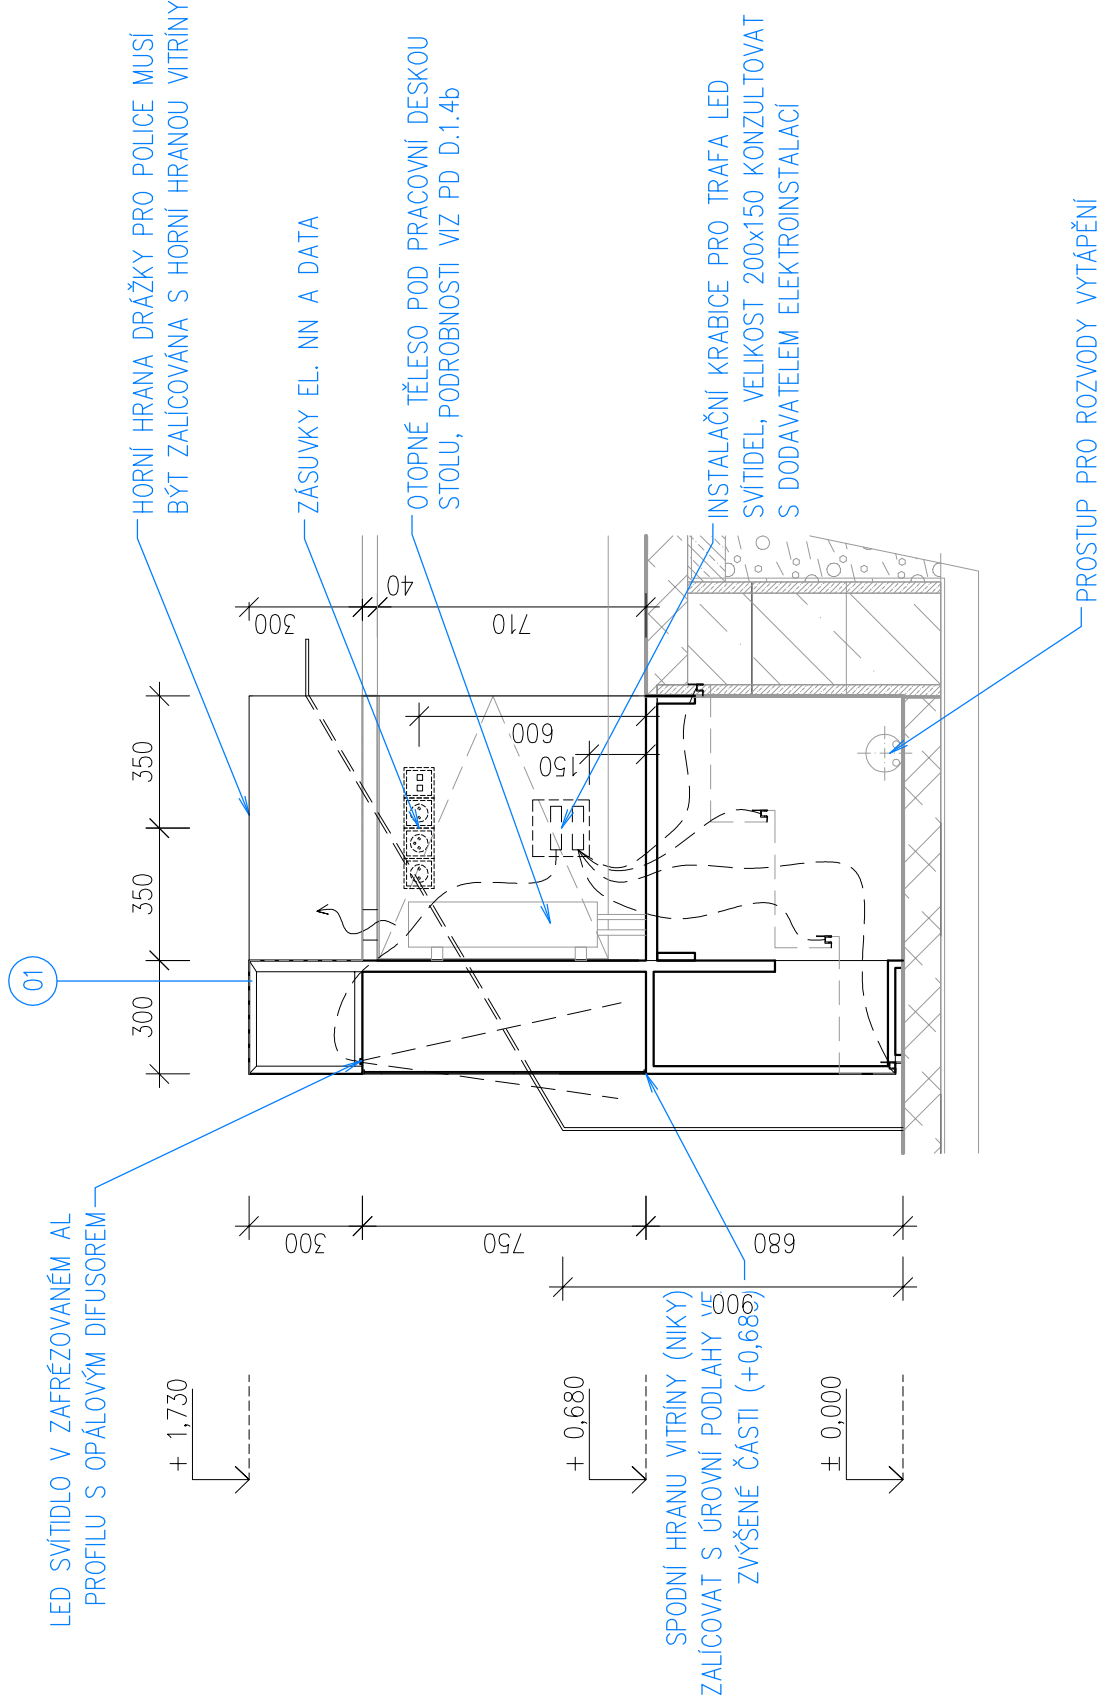 HORNÍ HRANA DRÁŽKY PRO POLICE MUSÍ
BÝT ZALÍCOVÁNA S HORNÍ HRANOU VITRÍNY
ZÁSUVKY EL. NN A DATA
OTOPNÉ TĚLESO POD PRACOVNÍ DESKOU
STOLU, PODROBNOSTI VIZ PD D.1.4b
INSTALAČNÍ KRABICE PRO TRAFA LED
SVÍTIDEL, VELIKOST 200x150 KONZULTOVAT
S DODAVATELEM ELEKTROINSTALACÍ
PROSTUP PRO ROZVODY VYTÁPĚNÍ
01
300
350
350
300
40
710
600
150
LED SVÍTIDLO V ZAFRÉZOVANÉM AL
PROFILU S OPÁLOVÝM DIFUSOREM
300
750
680
900
SPODNÍ HRANU VITRÍNY (NIKY)
ZALÍCOVAT S ÚROVNÍ PODLAHY VE
ZVÝŠENÉ ČÁSTI (+0,680)
+ 1,730
+ 0,680
± 0,000